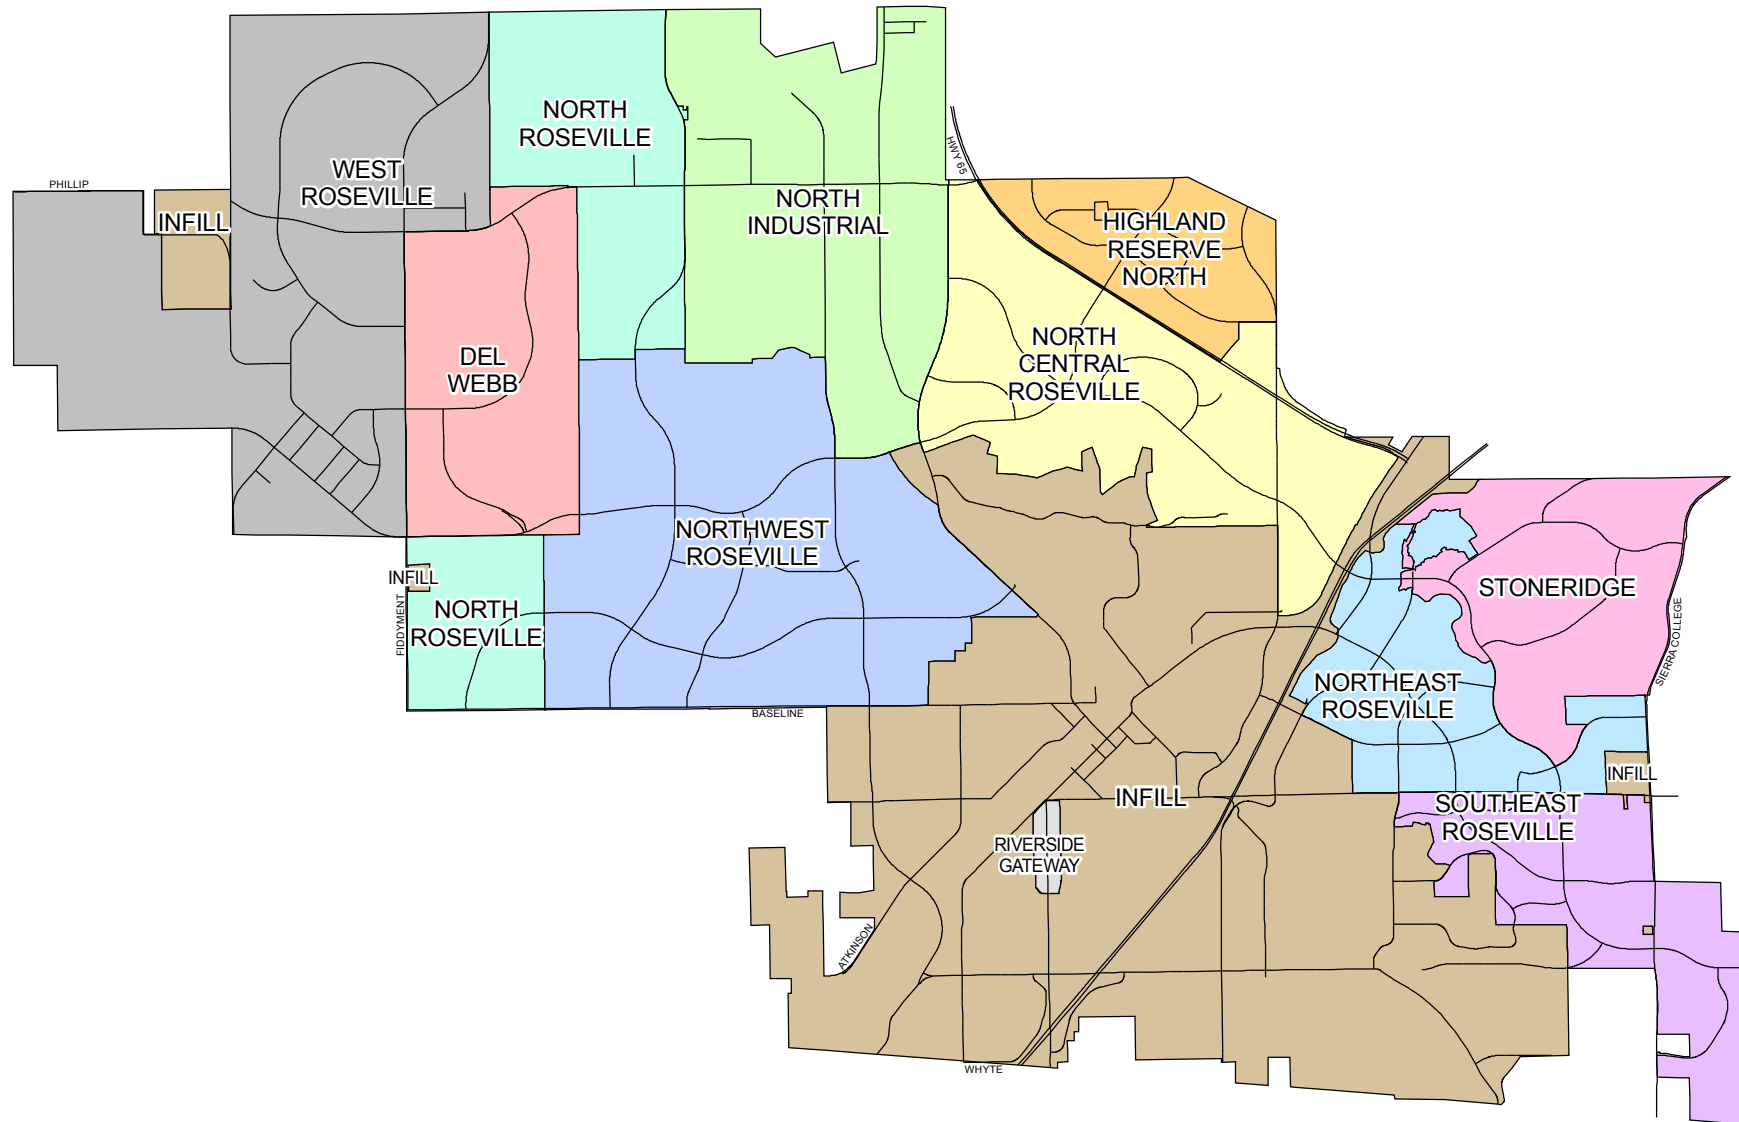 NORTH
ROSEVILLE
HWY 65
WEST
ROSEVILLE
PHILLIP
INFILL
NORTH
INDUSTRIAL
HIGHLAND
RESERVE
NORTH
NORTH
CENTRAL
ROSEVILLE
DEL
WEBB
NORTHWEST
ROSEVILLE
INFILL
FIDDYMENT
NORTH
ROSEVILLE
STONERIDGE
SIERRA COLLEGE
NORTHEAST
ROSEVILLE
BASELINE
INFILL
INFILL
SOUTHEAST
ROSEVILLE
RIVERSIDE
GATEWAY
ATKINSON
WHYTE